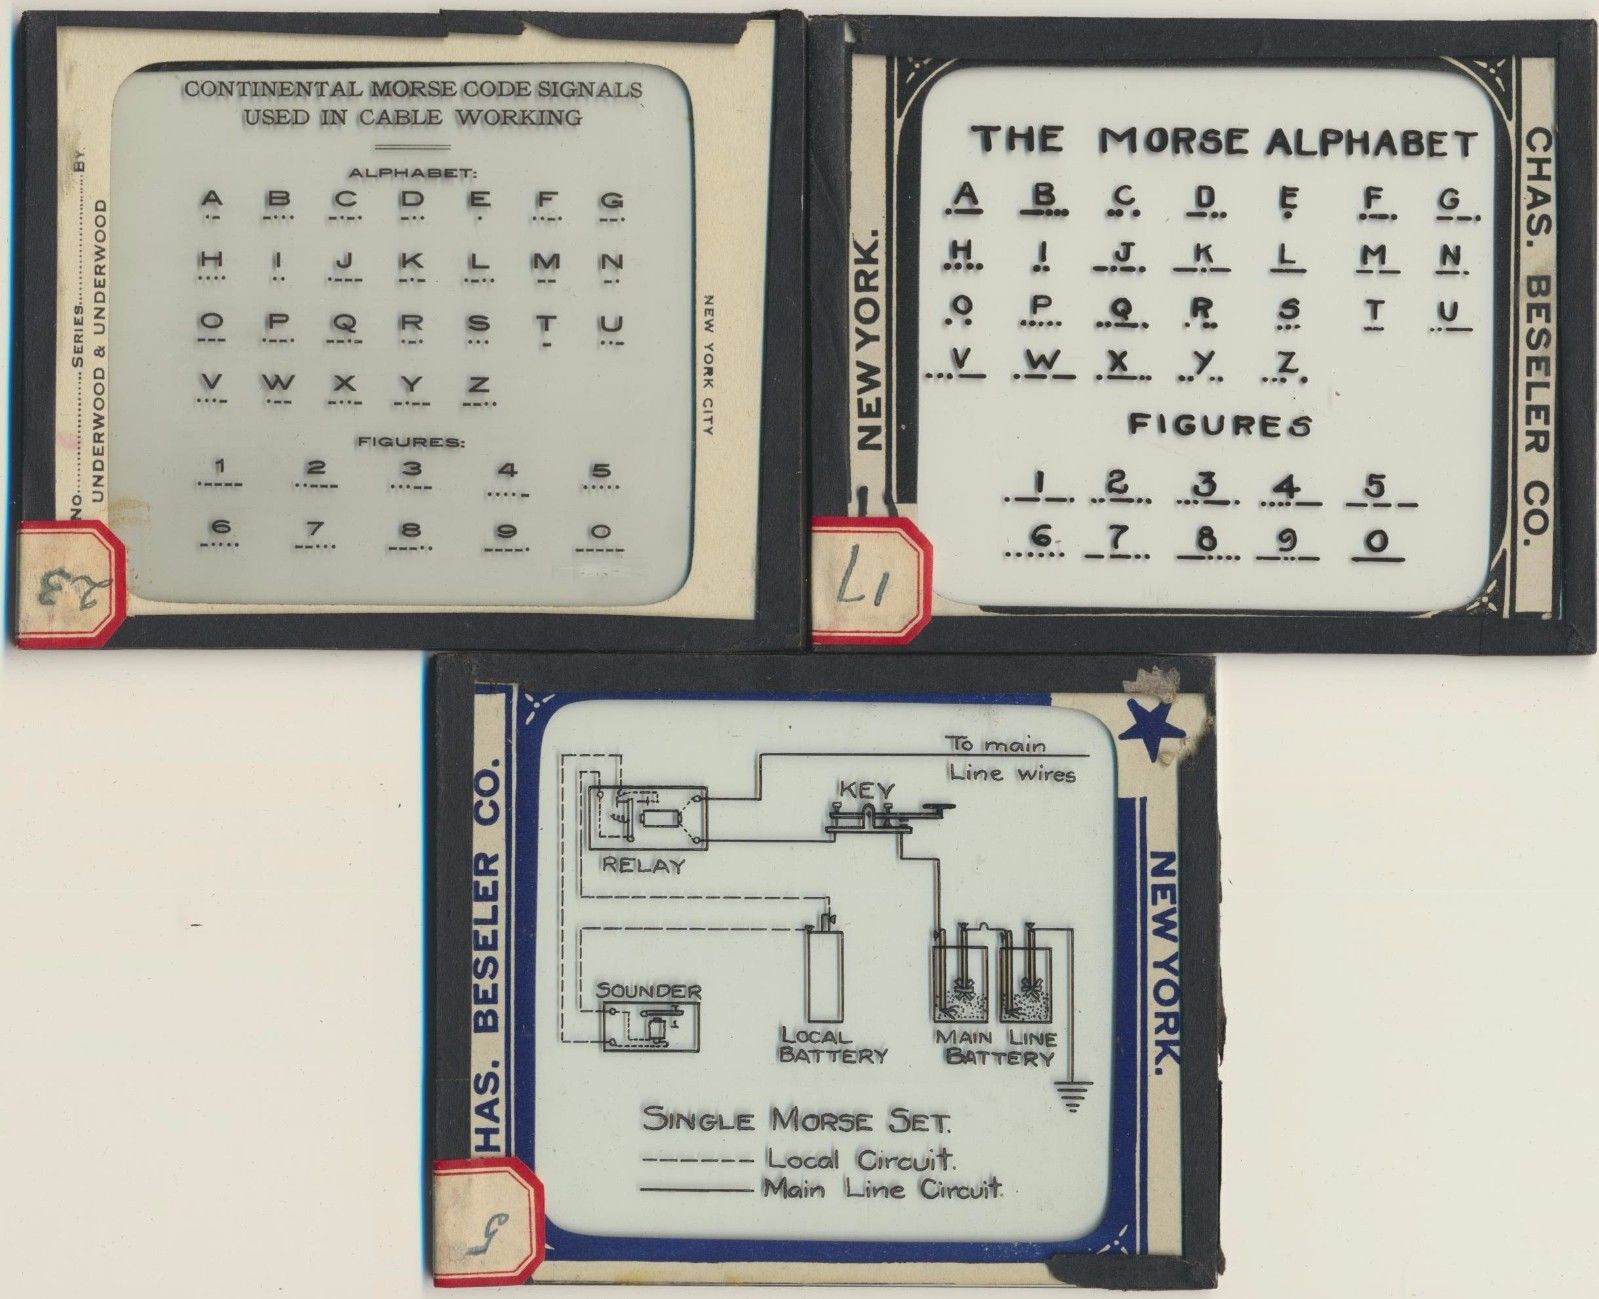 CONTINENTAL MORSE CODE SIGNALS
USED IN CABLE WORKING
ALPHABET:
A B C D E F G
.- -... -.-. -.. . ..-. --.
H I J K L M N
.... .. .--- -.- .-.. -- -.
O P Q R S T U
--- .--. --.- .-. ... - ..-
V W X Y Z
...- .-- -..- -.-- --..
FIGURES:
1 2 3 4 5
.---- ..--- ...-- ....- .....
6 7 8 9 0
-.... --... ---.. ----. -----
NO. SERIES BY
UNDERWOOD & UNDERWOOD
NEW YORK CITY
23
NEW YORK.
THE MORSE ALPHABET
A B C D E F G
H I J K L M N
O P Q R S T U
V W X Y Z
FIGURES
1 2 3 4 5
6 7 8 9 0
CHAS. BESELER CO.
17
HAS. BESELER CO.
To main
Line wires
KEY
RELAY
SOUNDER
LOCAL
BATTERY
MAIN LINE
BATTERY
SINGLE MORSE SET.
Local Circuit.
Main Line Circuit.
NEW YORK.
5